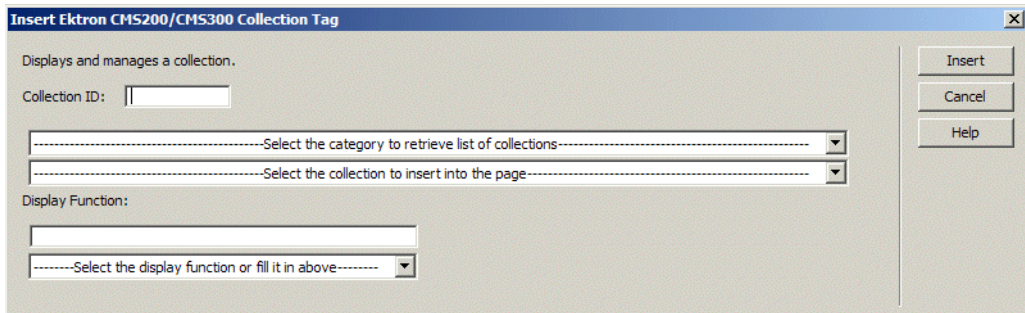 Insert Ektron CMS200/CMS300 Collection Tag
Displays and manages a collection.
Insert
Collection ID:
Cancel
Help
---------------------------------------------Select the category to retrieve list of collections-------------------------------------------------
---------------------------------------------Select the collection to insert into the page-------------------------------------------------------
Display Function:
--------Select the display function or fill it in above--------